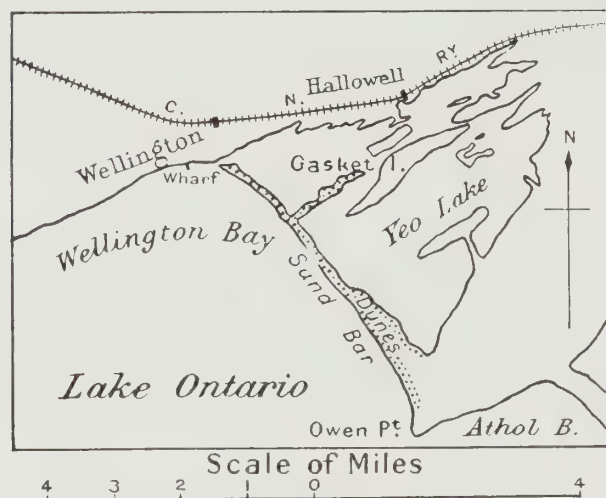 C. N. RY.
Hallowell
Wellington
Wharf
Gasket I.
N
Yeo Lake
Wellington Bay
Sand Bar
Dunes
Lake Ontario
Owen Pt.
Athol B.
Scale of Miles
4 3 2 1 0 4